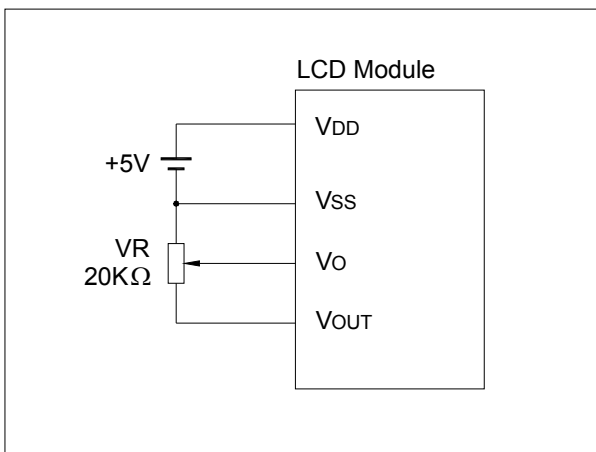 LCD Module
VDD
+5V
VSS
VR
20KΩ
VO
VOUT